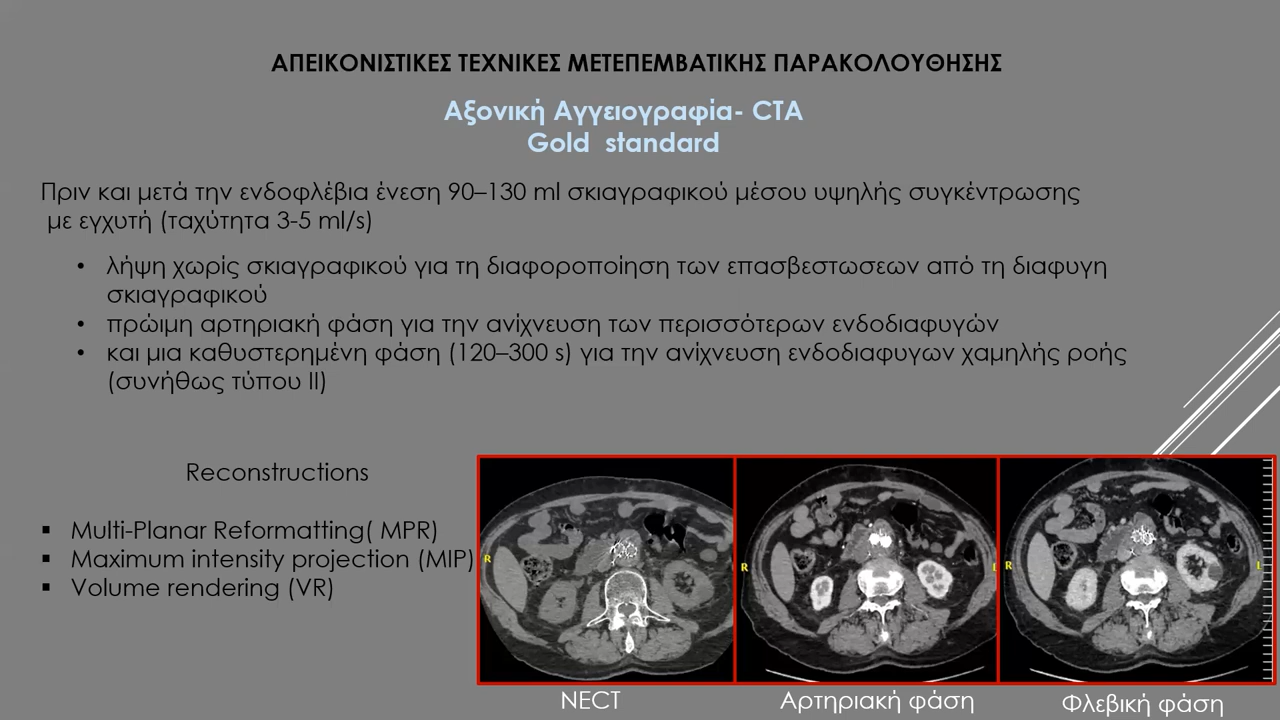 ΑΠΕΙΚΟΝΙΣΤΙΚΕΣ ΤΕΧΝΙΚΕΣ ΜΕΤΕΠΕΜΒΑΤΙΚΗΣ ΠΑΡΑΚΟΛΟΥΘΗΣΗΣ
Αξονική Αγγειογραφία- CTA
Gold standard
Πριν και μετά την ενδοφλέβια ένεση 90–130 ml σκιαγραφικού μέσου υψηλής συγκέντρωσης
με εγχυτή (ταχύτητα 3-5 ml/s)
• λήψη χωρίς σκιαγραφικού για τη διαφοροποίηση των επασβεστωσεων από τη διαφυγη
σκιαγραφικού
• πρώιμη αρτηριακή φάση για την ανίχνευση των περισσότερων ενδοδιαφυγών
• και μια καθυστερημένη φάση (120–300 s) για την ανίχνευση ενδοδιαφυγων χαμηλής ροής
(συνήθως τύπου II)
Reconstructions
▪ Multi-Planar Reformatting( MPR)
▪ Maximum intensity projection (MIP)
▪ Volume rendering (VR)
R
R
L
R
L
NECT
Αρτηριακή φάση
Φλεβική φάση